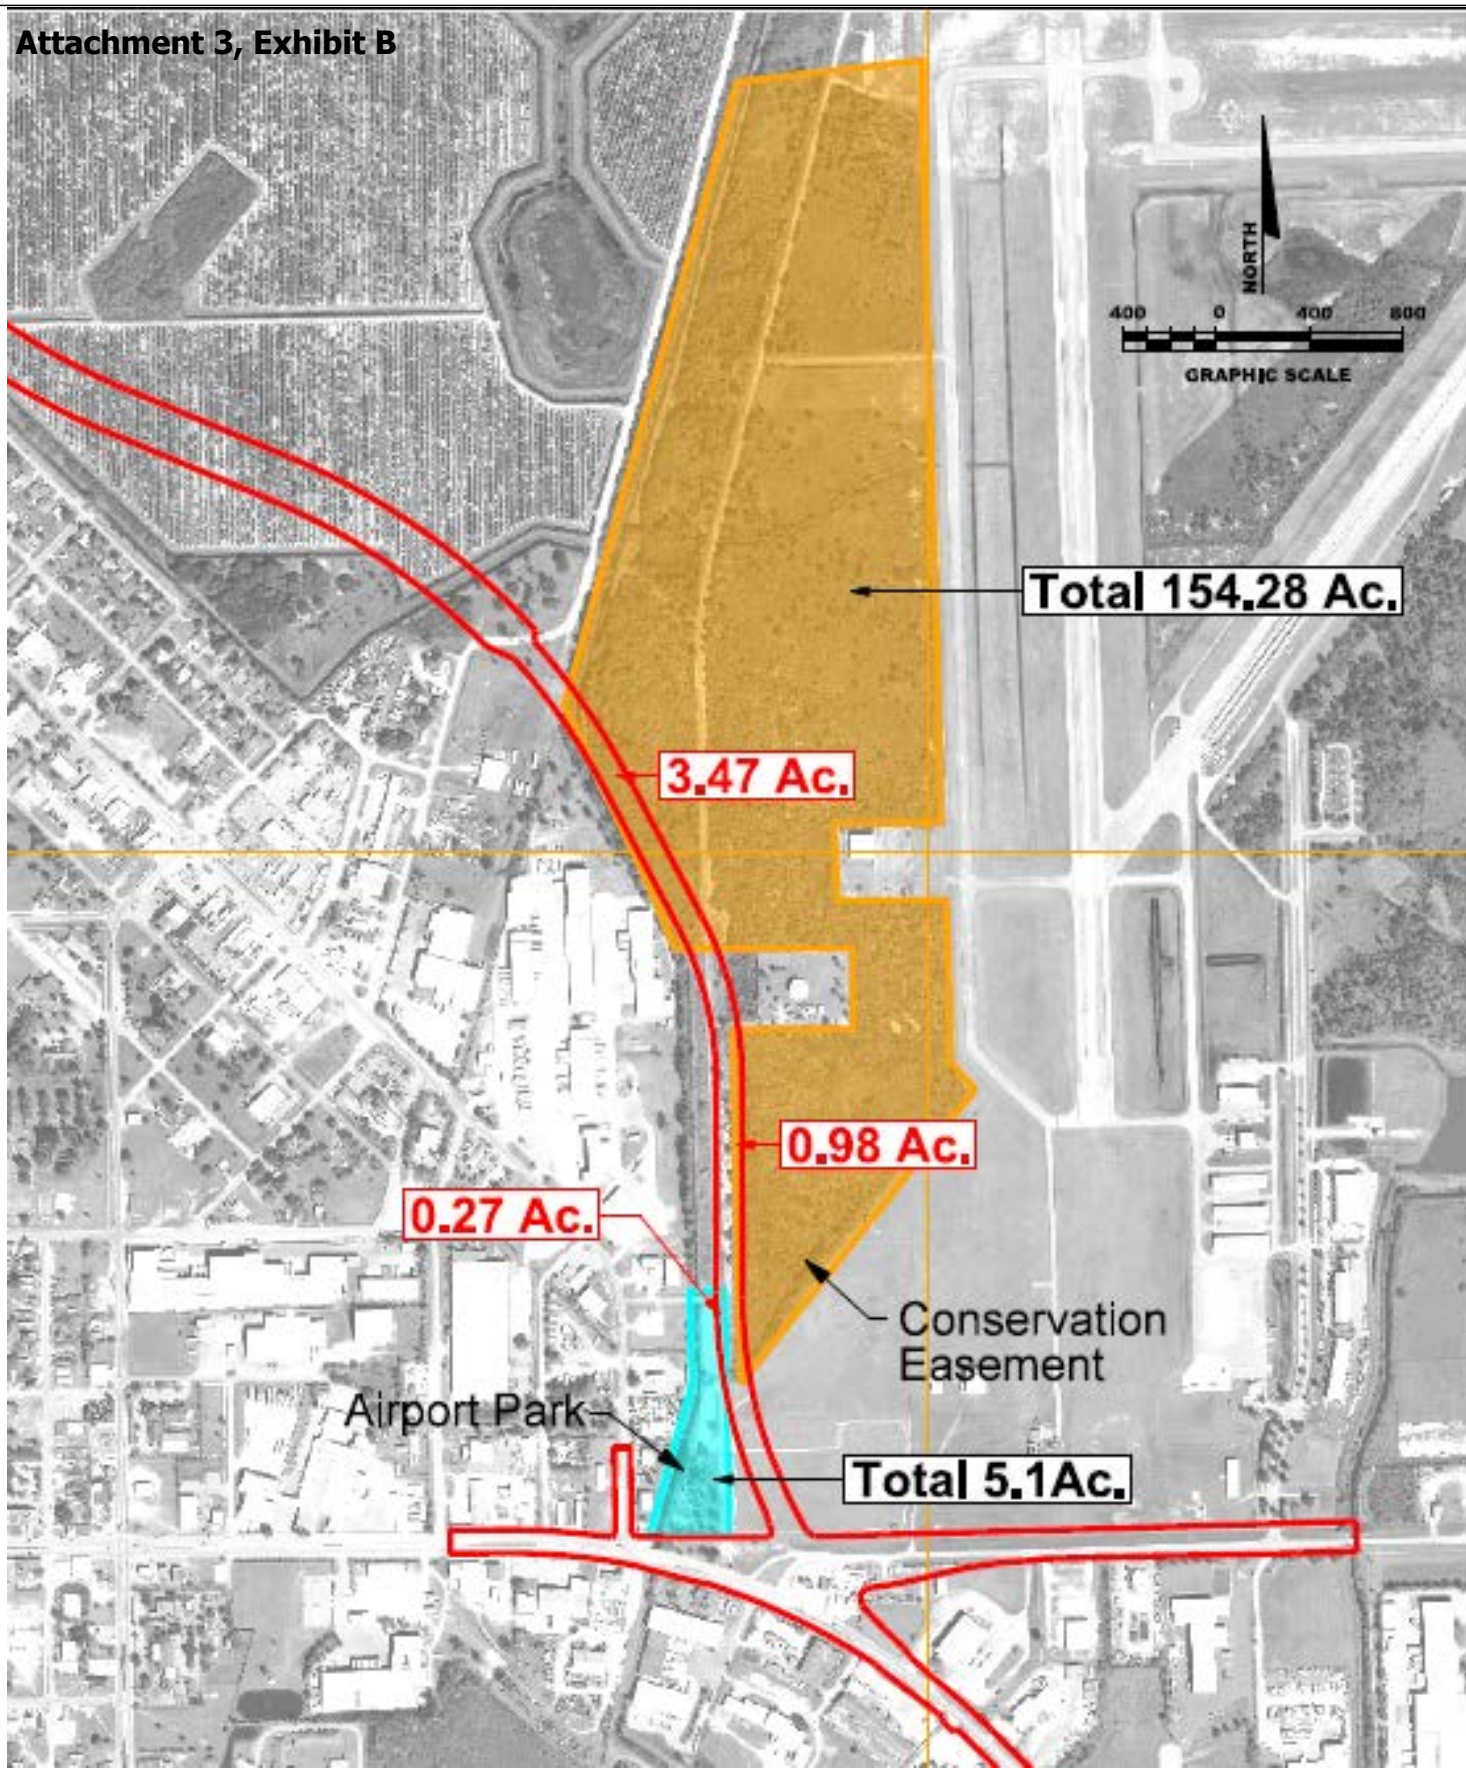 Attachment 3, Exhibit B
NORTH
400 0 400 800
GRAPHIC SCALE
Total 154.28 Ac.
3.47 Ac.
0.98 Ac.
0.27 Ac.
Conservation
Easement
Airport Park
Total 5.1Ac.